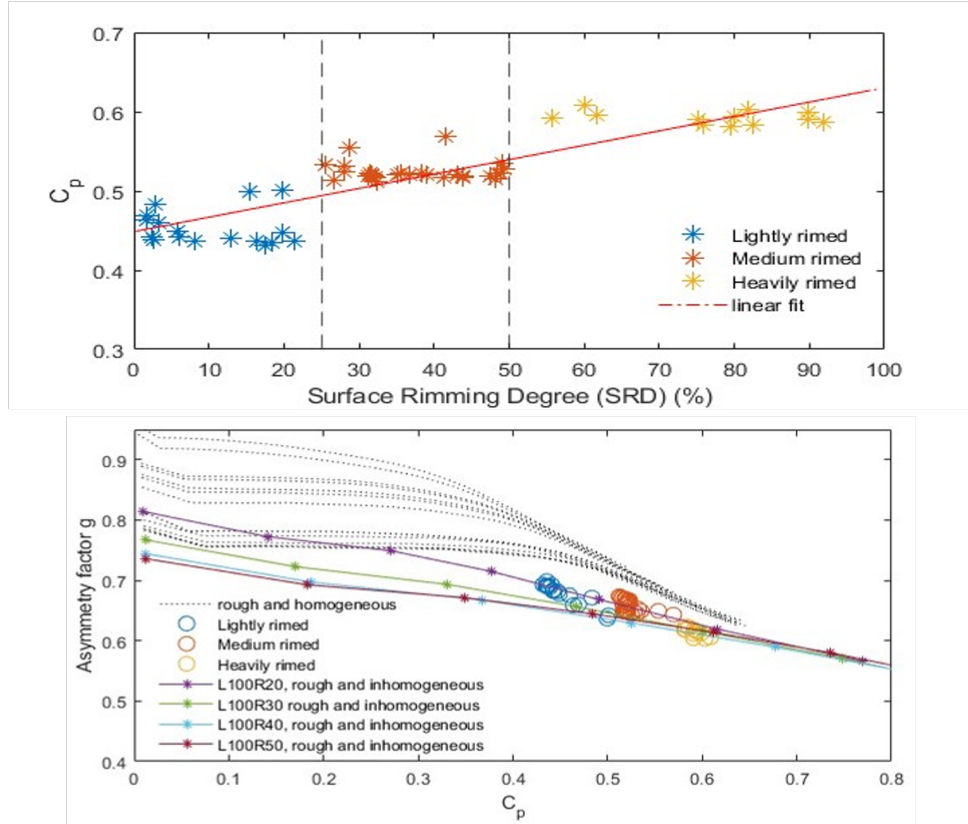 0.7
0.6
0.5
0.4
0.3
Cp
0 10 20 30 40 50 60 70 80 90 100
Surface Rimming Degree (SRD) (%)
Lightly rimed
Medium rimed
Heavily rimed
linear fit
0.9
0.8
0.7
0.6
0.5
0.4
Asymmetry factor g
rough and homogeneous
Lightly rimed
Medium rimed
Heavily rimed
L100R20, rough and inhomogeneous
L100R30 rough and inhomogeneous
L100R40, rough and inhomogeneous
L100R50, rough and inhomogeneous
0 0.1 0.2 0.3 0.4 0.5 0.6 0.7 0.8
Cp